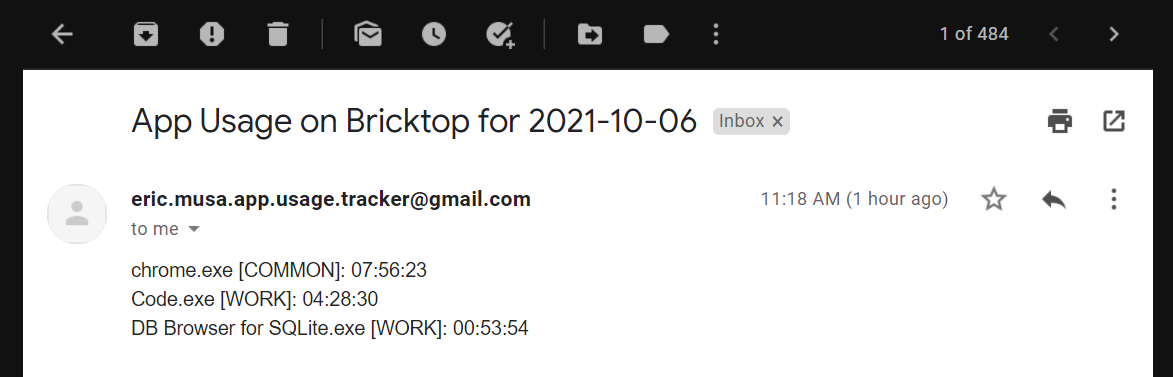 1 of 484
App Usage on Bricktop for 2021-10-06 Inbox x
eric.musa.app.usage.tracker@gmail.com 11:18 AM (1 hour ago)
to me
chrome.exe [COMMON]: 07:56:23
Code.exe [WORK]: 04:28:30
DB Browser for SQLite.exe [WORK]: 00:53:54